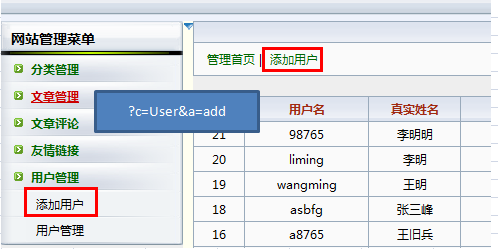 网站管理菜单
分类管理
文章管理
文章评论
友情链接
用户管理
添加用户
用户管理
?c=User&a=add
管理首页 | 添加用户
用户名 真实姓名
21 98765 李明明
20 liming 李明
19 wangming 王明
18 asbfg 张三峰
16 a8765 王旧兵